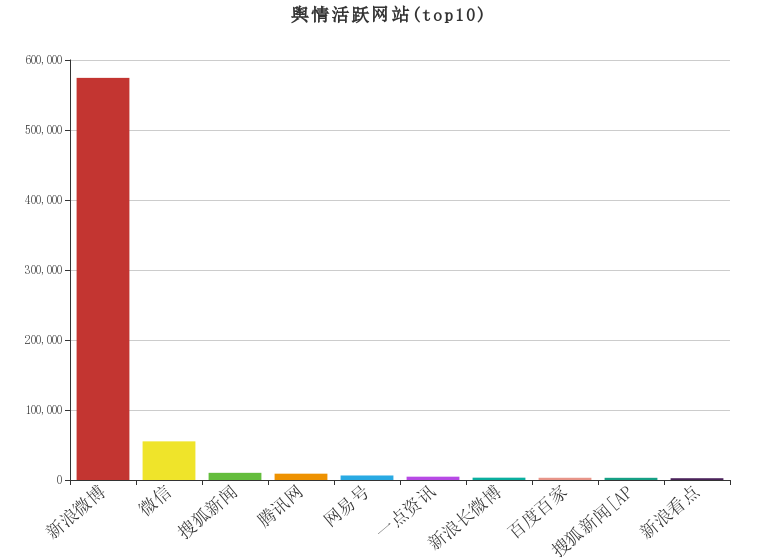 舆情活跃网站(top10)
600,000
500,000
400,000
300,000
200,000
100,000
0
新浪微博
微信
搜狐新闻
腾讯网
网易号
一点资讯
新浪长微博
百度百家
搜狐新闻[AP
新浪看点